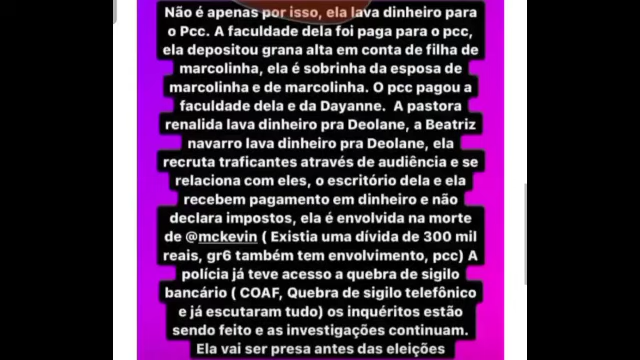 Não é apenas por isso, ela lava dinheiro para
o Pcc. A faculdade dela foi paga para o pcc,
ela depositou grana alta em conta de filha de
marcolinha, ela é sobrinha da esposa de
marcolinha e de marcolinha. O pcc pagou a
faculdade dela e da Dayanne. A pastora
renalida lava dinheiro pra Deolane, a Beatriz
navarro lava dinheiro pra Deolane, ela
recruta traficantes através de audiência e se
relaciona com eles, o escritório dela e ela
recebem pagamento em dinheiro e não
declara impostos, ela é envolvida na morte
de @mckevin ( Existia uma dívida de 300 mil
reais, gr6 também tem envolvimento, pcc) A
polícia já teve acesso a quebra de sigilo
bancário ( COAF, Quebra de sigilo telefônico
e já escutaram tudo) os inquéritos estão
sendo feito e as investigações continuam.
Ela vai ser presa antes das eleições